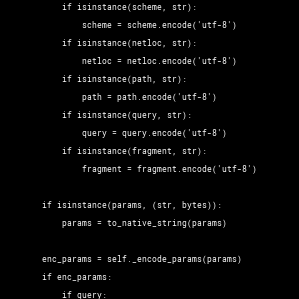 if isinstance(scheme, str):
scheme = scheme.encode('utf-8')
if isinstance(netloc, str):
netloc = netloc.encode('utf-8')
if isinstance(path, str):
path = path.encode('utf-8')
if isinstance(query, str):
query = query.encode('utf-8')
if isinstance(fragment, str):
fragment = fragment.encode('utf-8')
if isinstance(params, (str, bytes)):
params = to_native_string(params)
enc_params = self._encode_params(params)
if enc_params:
if query: